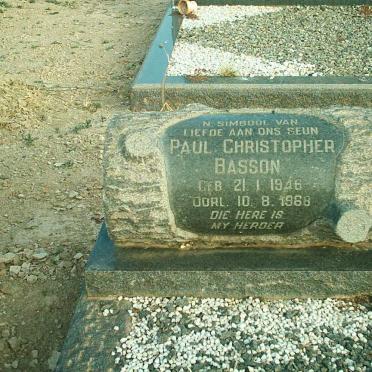 N SIMBOOL VAN
LIEFDE AAN ONS SEUN
PAUL CHRISTOPHER
BASSON
GEB. 21. 1. 1946
OORL. 10. 8. 1968
DIE HERE IS
MY HERDER